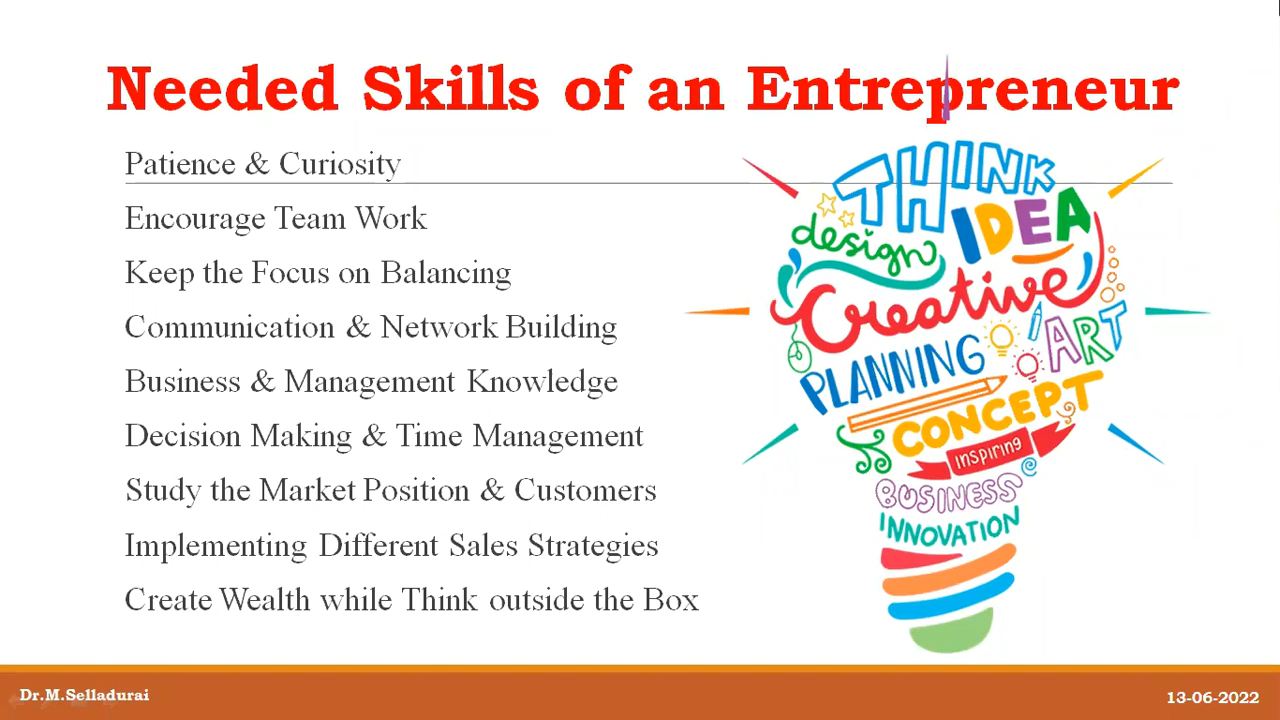 Needed Skills of an Entrepreneur
Patience & Curiosity
Encourage Team Work
Keep the Focus on Balancing
Communication & Network Building
Business & Management Knowledge
Decision Making & Time Management
Study the Market Position & Customers
Implementing Different Sales Strategies
Create Wealth while Think outside the Box
THINK
IDEA
design
Creative
ART
PLANNING
CONCEPT
inspiring
BUSINESS
INNOVATION
Dr.M.Selladurai
13-06-2022